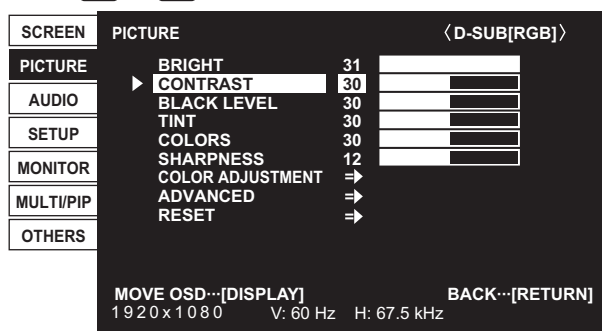 SCREEN
PICTURE
AUDIO
SETUP
MONITOR
MULTI/PIP
OTHERS
PICTURE 〈D-SUB[RGB]〉
BRIGHT 31
CONTRAST 30
BLACK LEVEL 30
TINT 30
COLORS 30
SHARPNESS 12
COLOR ADJUSTMENT
ADVANCED
RESET
MOVE OSD···[DISPLAY] BACK···[RETURN]
1920x1080 V: 60 Hz H: 67.5 kHz